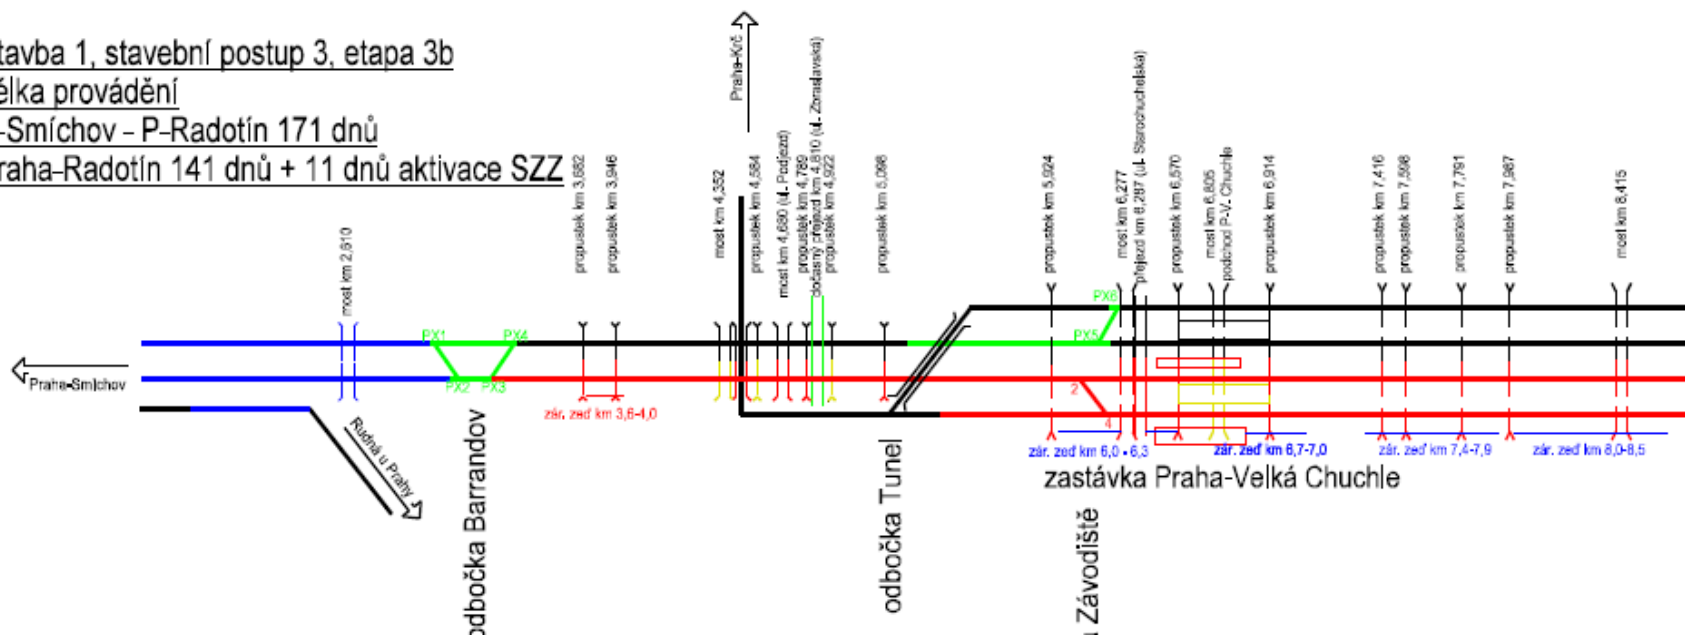 tavba 1, stavební postup 3, etapa 3b
élka provádění
-Smíchov - P-Radotín 171 dnů
raha-Radotín 141 dnů + 11 dnů aktivace SZZ
Praha-Krč
most km 2,610
propustek km 3,682
propustek km 3,946
most km 4,352
propustek km 4,584
most km 4,680 (ul. Podjezd)
propustek km 4,789
dočasný přejezd km 4,810 (ul. Zbraslavská)
propustek km 4,922
propustek km 5,098
propustek km 5,924
most km 6,277
přejezd km 6,287 (ul. Starochuchelská)
propustek km 6,570
most km 6,805
podchod P-V. Chuchle
propustek km 6,914
propustek km 7,416
propustek km 7,598
propustek km 7,791
propustek km 7,987
most km 8,415
PX1
PX4
PX6
PX5
Praha-Smíchov
PX2
PX3
2
4
zár. zeď km 3,6-4,0
Rudná u Prahy
zár. zeď km 6,0 - 6,3
zár. zeď km 6,7-7,0
zár. zeď km 7,4-7,9
zár. zeď km 8,0-8,5
zastávka Praha-Velká Chuchle
odbočka Barrandov
odbočka Tunel
Závodiště